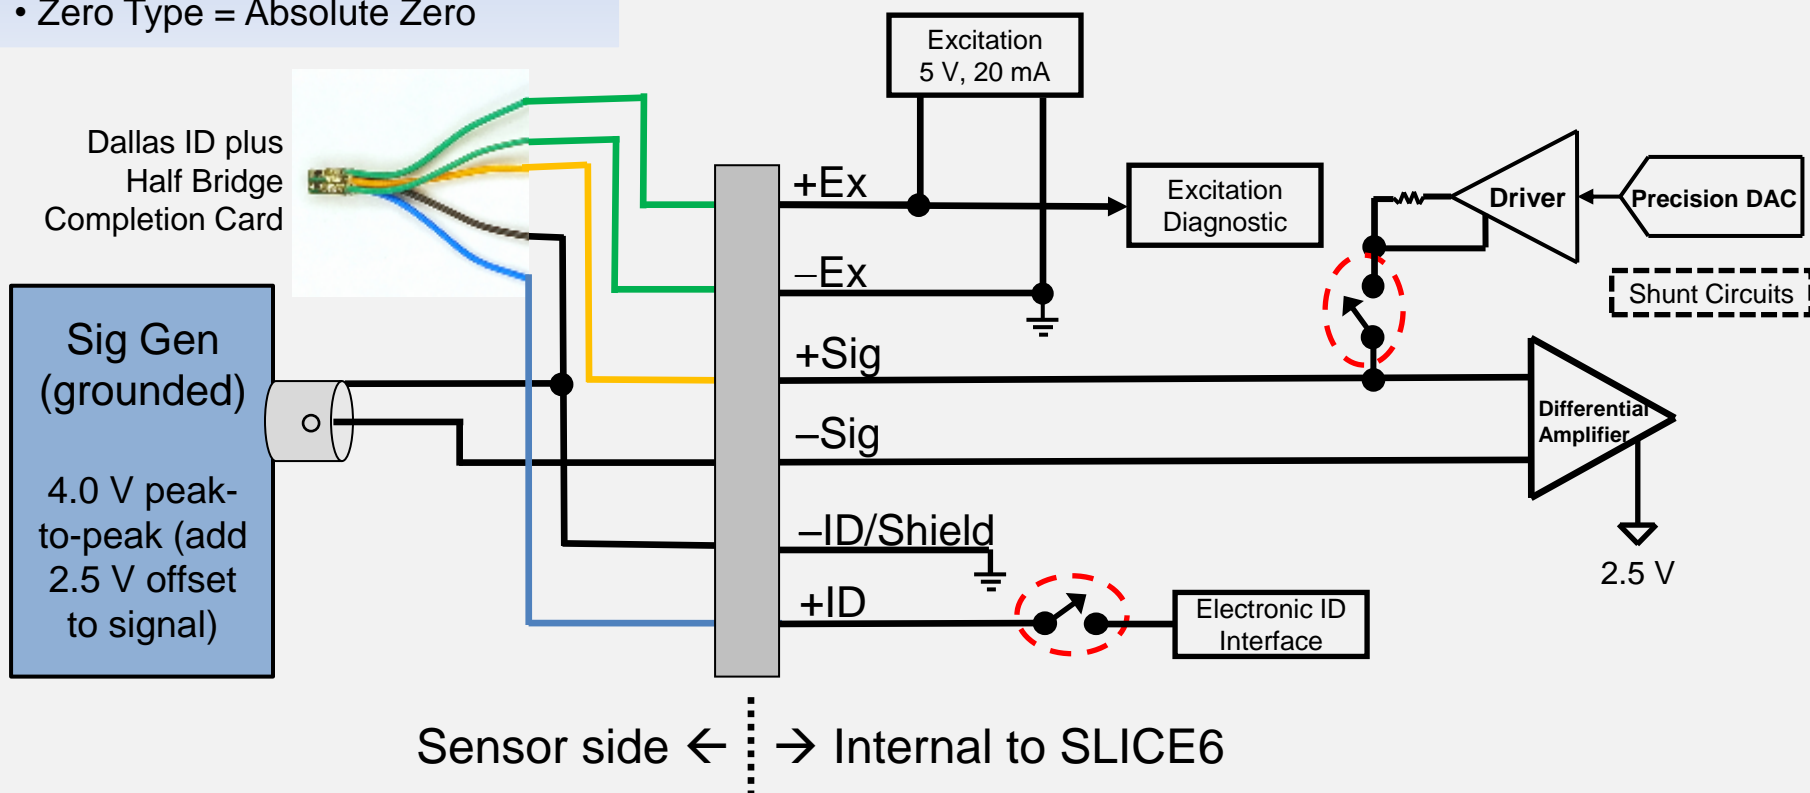 • Zero Type = Absolute Zero
Excitation
5 V, 20 mA
Dallas ID plus
Half Bridge
Completion Card
+Ex
Excitation
Diagnostic
Driver
Precision DAC
–Ex
Shunt Circuits
Sig Gen
(grounded)
4.0 V peak-
to-peak (add
2.5 V offset
to signal)
+Sig
–Sig
Differential
Amplifier
–ID/Shield
2.5 V
+ID
Electronic ID
Interface
Sensor side ← → Internal to SLICE6